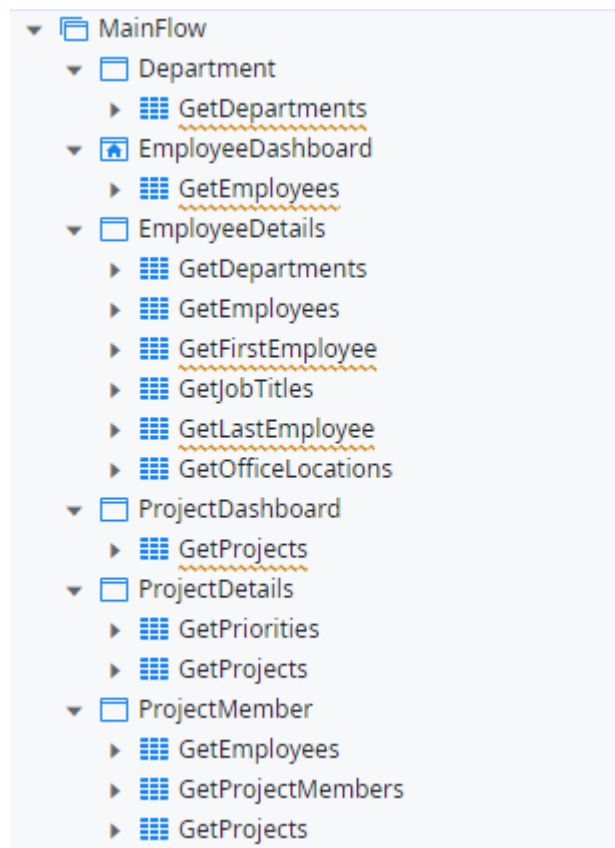 MainFlow
Department
GetDepartments
EmployeeDashboard
GetEmployees
EmployeeDetails
GetDepartments
GetEmployees
GetFirstEmployee
GetJobTitles
GetLastEmployee
GetOfficeLocations
ProjectDashboard
GetProjects
ProjectDetails
GetPriorities
GetProjects
ProjectMember
GetEmployees
GetProjectMembers
GetProjects